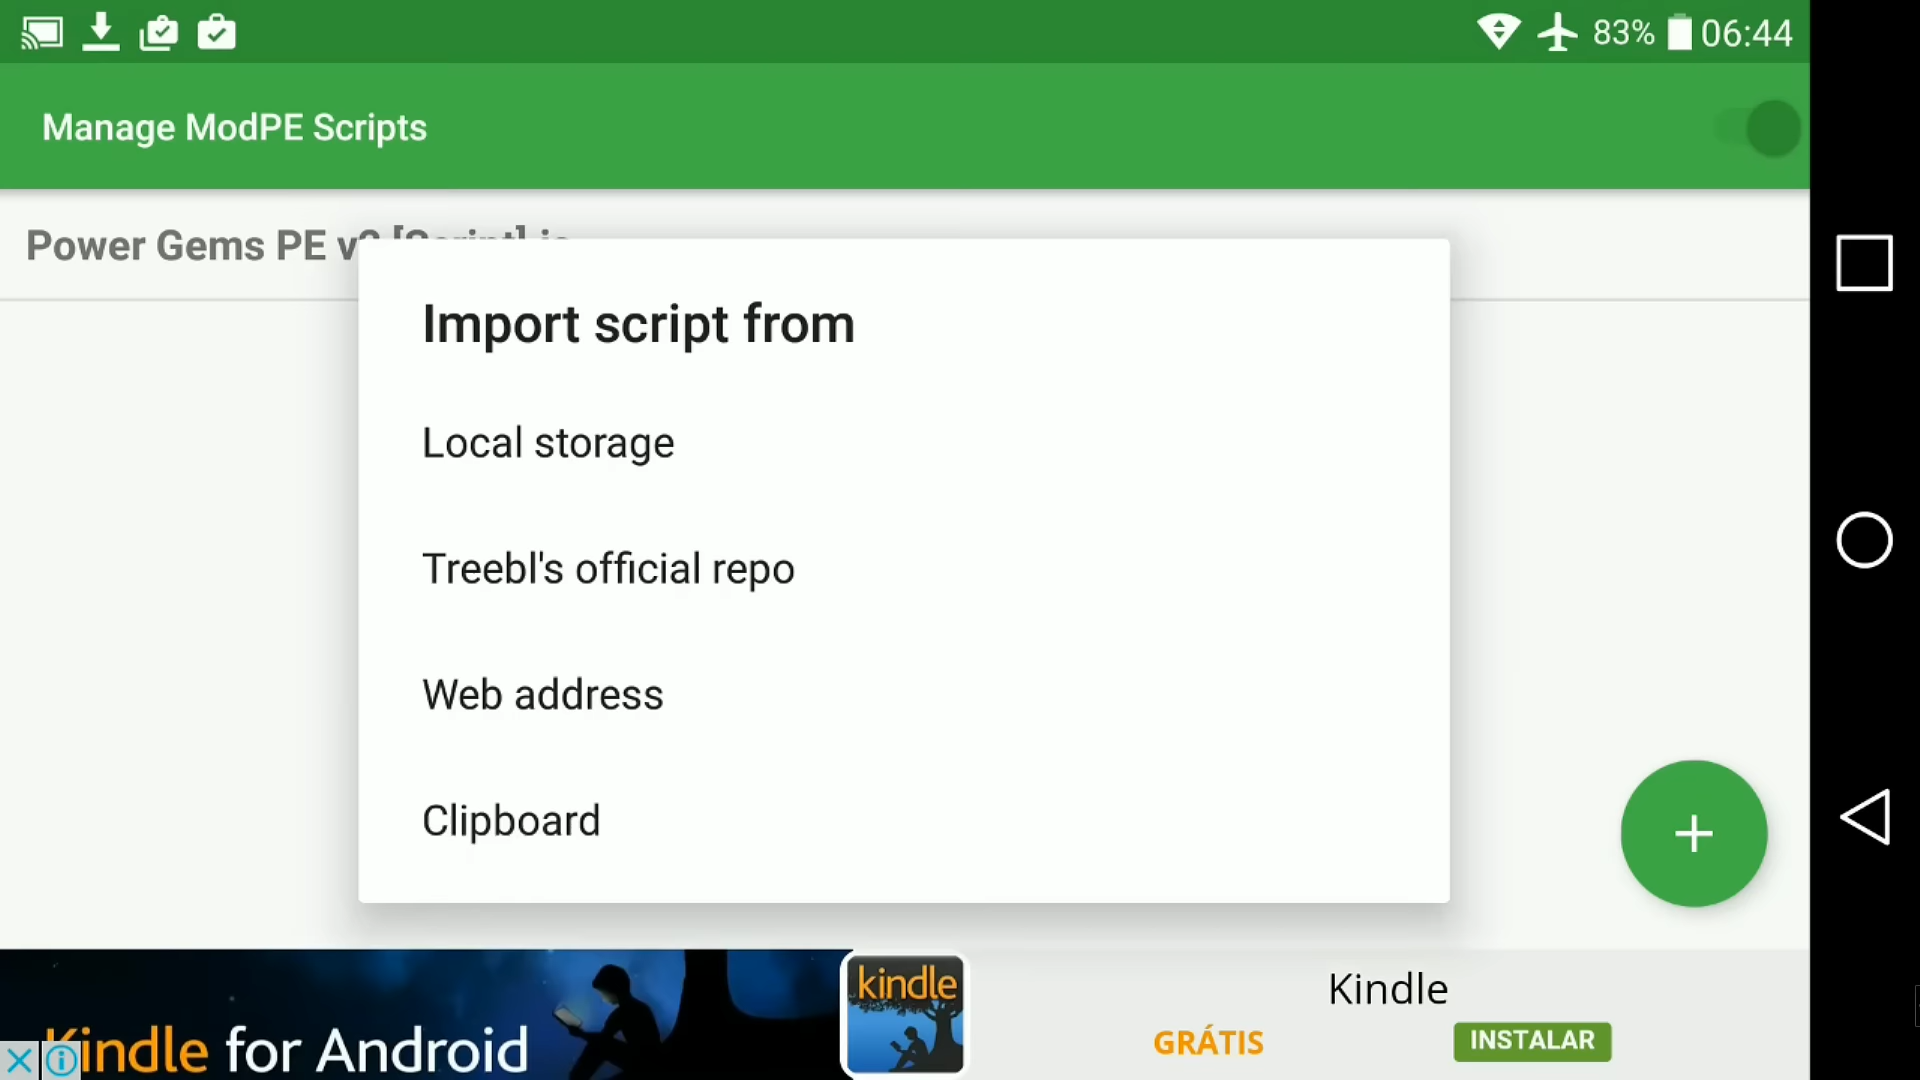 83% 06:44
Manage ModPE Scripts
Power Gems PE
Import script from
Local storage
Treebl's official repo
Web address
Clipboard
Kindle for Android
kindle
Kindle
GRÁTIS
INSTALAR